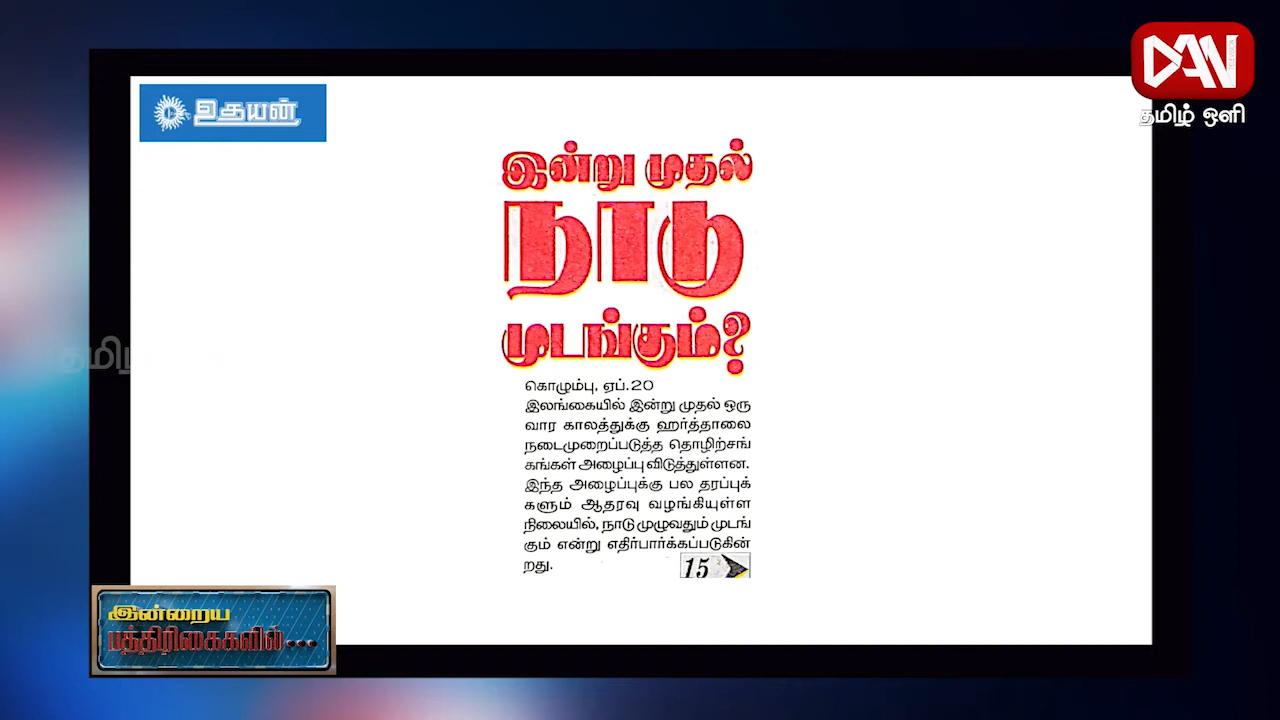 உதயன்
DAN
தமிழ் ஒளி
இன்று முதல்
நாடு
முடங்கும்?
கொழும்பு, ஏப்.20
இலங்கையில் இன்று முதல் ஒரு
வார காலத்துக்கு ஹர்த்தாலை
நடைமுறைப்படுத்த தொழிற்சங்
கங்கள் அழைப்பு விடுத்துள்ளன.
இந்த அழைப்புக்கு பல தரப்புக்
களும் ஆதரவு வழங்கியுள்ள
நிலையில், நாடு முழுவதும் முடங்
கும் என்று எதிர்பார்க்கப்படுகின்
றது.
15
தமிழ்
இன்றைய
பத்திரிகைகளில்...